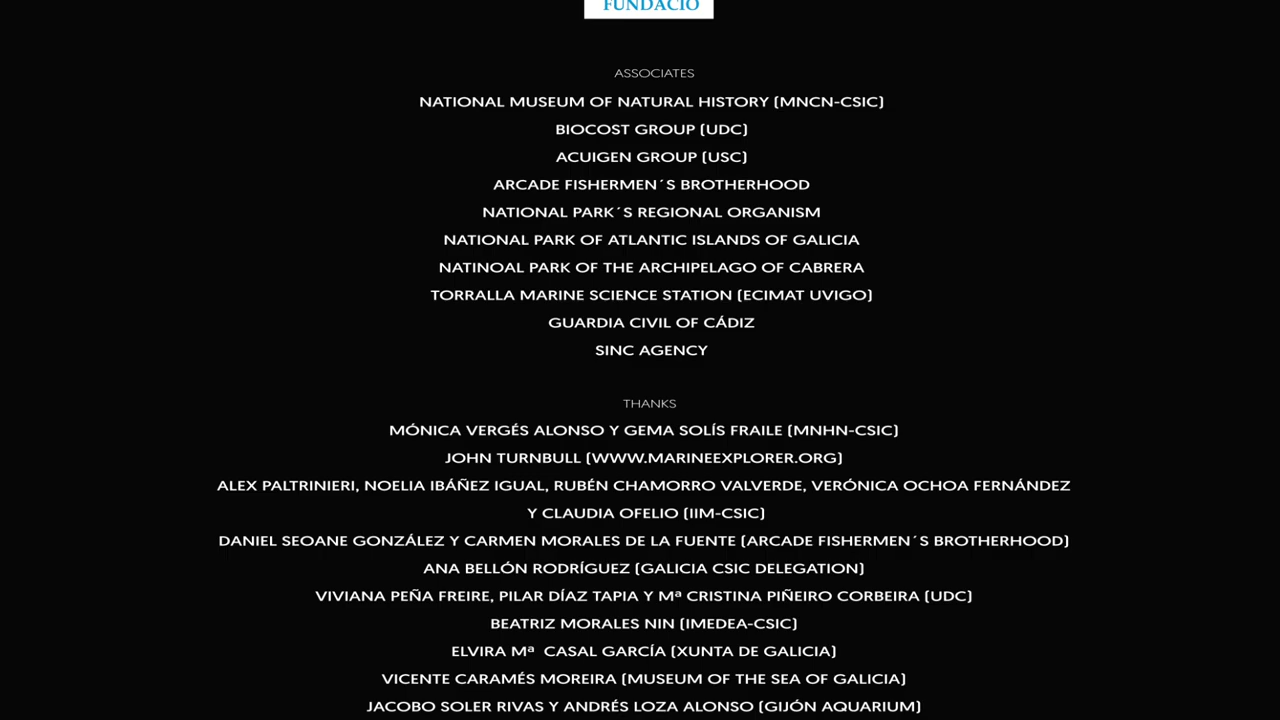 FUNDACIÓ
ASSOCIATES
NATIONAL MUSEUM OF NATURAL HISTORY (MNCN-CSIC)
BIOCOST GROUP (UDC)
ACUIGEN GROUP (USC)
ARCADE FISHERMEN´S BROTHERHOOD
NATIONAL PARK´S REGIONAL ORGANISM
NATIONAL PARK OF ATLANTIC ISLANDS OF GALICIA
NATINOAL PARK OF THE ARCHIPELAGO OF CABRERA
TORRALLA MARINE SCIENCE STATION (ECIMAT UVIGO)
GUARDIA CIVIL OF CÁDIZ
SINC AGENCY
THANKS
MÓNICA VERGÉS ALONSO Y GEMA SOLÍS FRAILE (MNHN-CSIC)
JOHN TURNBULL (WWW.MARINEEXPLORER.ORG)
ALEX PALTRINIERI, NOELIA IBÁÑEZ IGUAL, RUBÉN CHAMORRO VALVERDE, VERÓNICA OCHOA FERNÁNDEZ
Y CLAUDIA OFELIO (IIM-CSIC)
DANIEL SEOANE GONZÁLEZ Y CARMEN MORALES DE LA FUENTE (ARCADE FISHERMEN´S BROTHERHOOD)
ANA BELLÓN RODRÍGUEZ (GALICIA CSIC DELEGATION)
VIVIANA PEÑA FREIRE, PILAR DÍAZ TAPIA Y Mª CRISTINA PIÑEIRO CORBEIRA (UDC)
BEATRIZ MORALES NIN (IMEDEA-CSIC)
ELVIRA Mª CASAL GARCÍA (XUNTA DE GALICIA)
VICENTE CARAMÉS MOREIRA (MUSEUM OF THE SEA OF GALICIA)
JACOBO SOLER RIVAS Y ANDRÉS LOZA ALONSO (GIJÓN AQUARIUM)